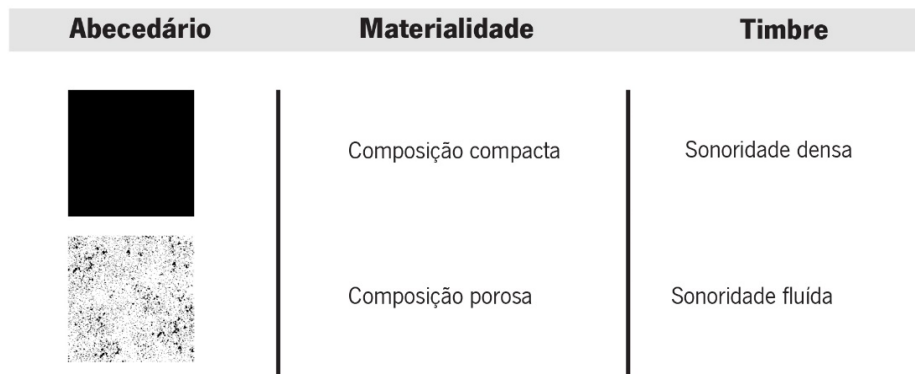 Abecedário Materialidade Timbre
Composição compacta Sonoridade densa
Composição porosa Sonoridade fluída